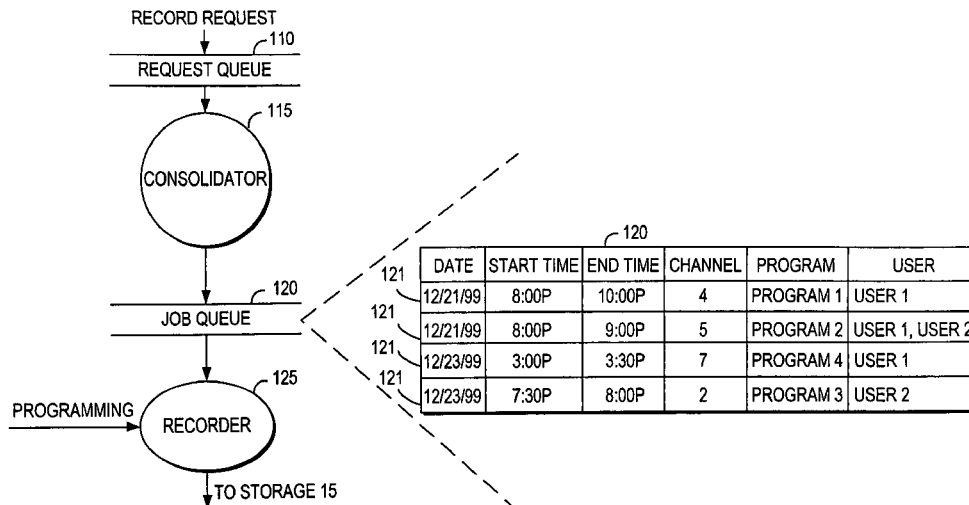 RECORD REQUEST
110
REQUEST QUEUE
115
CONSOLIDATOR
120
JOB QUEUE
125
PROGRAMMING
RECORDER
TO STORAGE 15
120
DATE START TIME END TIME CHANNEL PROGRAM USER
121
12/21/99 8:00P 10:00P 4 PROGRAM 1 USER 1
121
12/21/99 8:00P 9:00P 5 PROGRAM 2 USER 1, USER 2
121
12/23/99 3:00P 3:30P 7 PROGRAM 4 USER 1
121
12/23/99 7:30P 8:00P 2 PROGRAM 3 USER 2